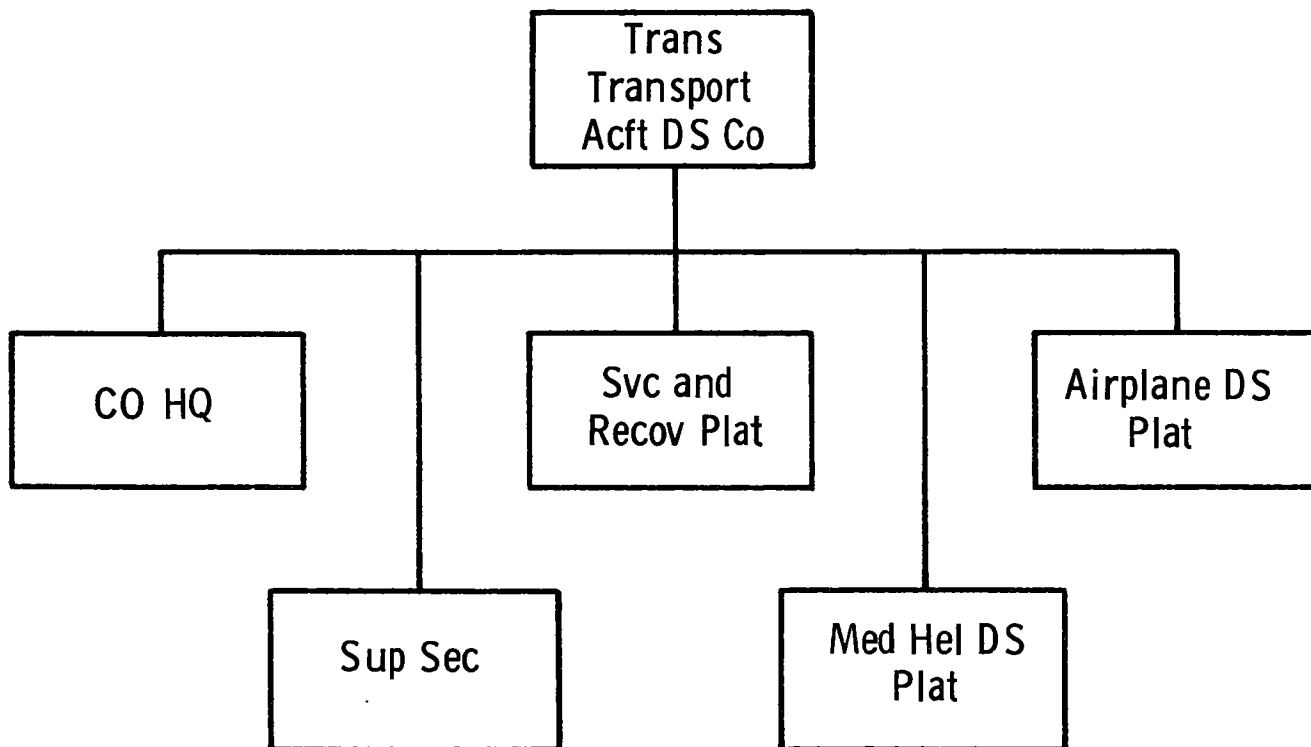 Trans
Transport
Acft DS Co
CO HQ
Svc and
Recov Plat
Airplane DS
Plat
Sup Sec
Med Hel DS
Plat